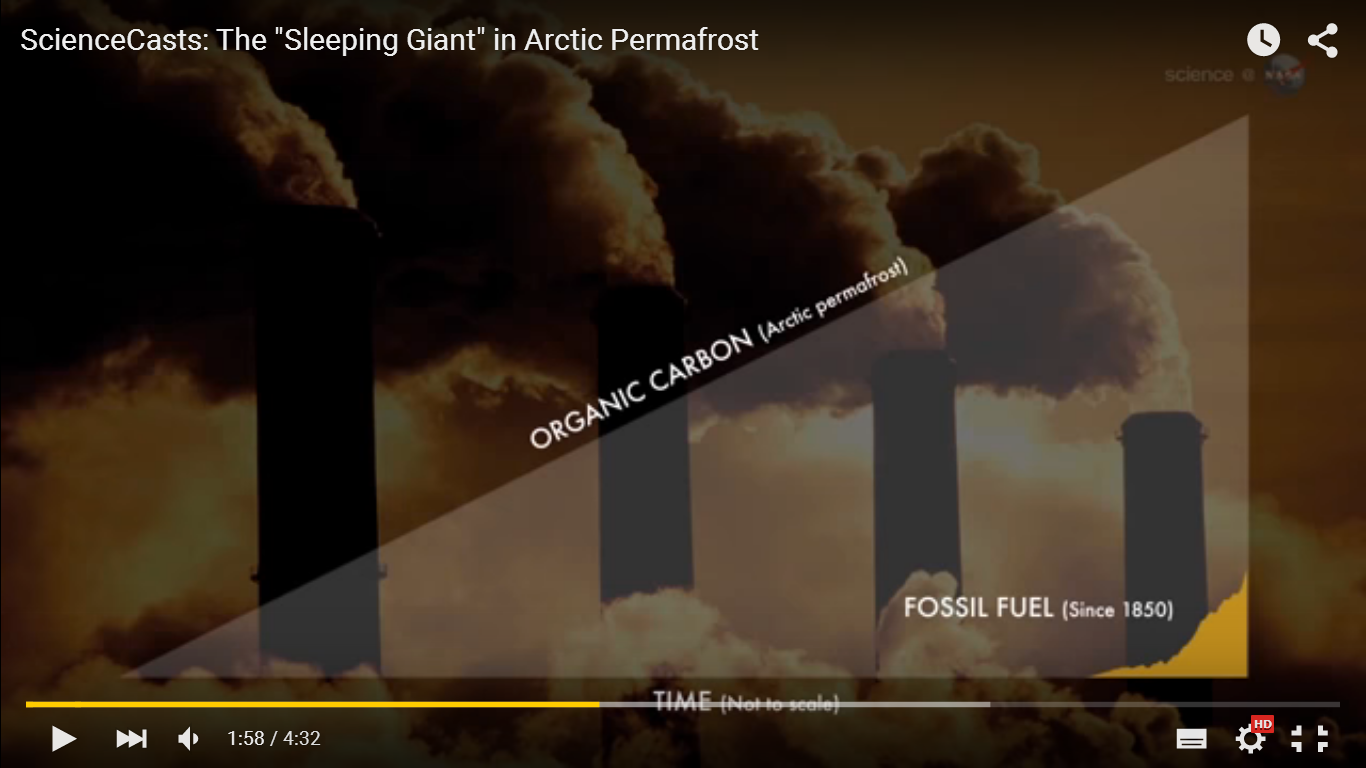 ScienceCasts: The "Sleeping Giant" in Arctic Permafrost
science @ NASA
ORGANIC CARBON (Arctic permafrost)
FOSSIL FUEL (Since 1850)
TIME (Not to scale)
1:58 / 4:32
HD